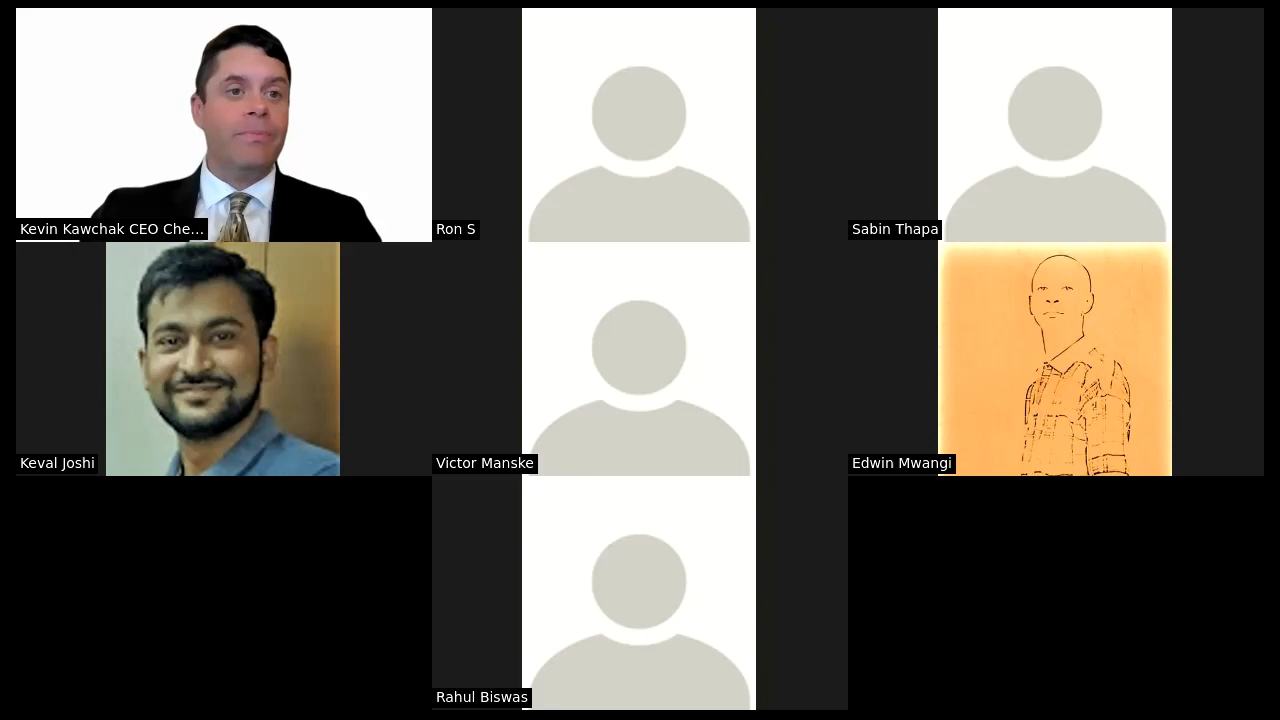 Kevin Kawchak CEO Che...
Ron S
Sabin Thapa
Keval Joshi
Victor Manske
Edwin Mwangi
Rahul Biswas